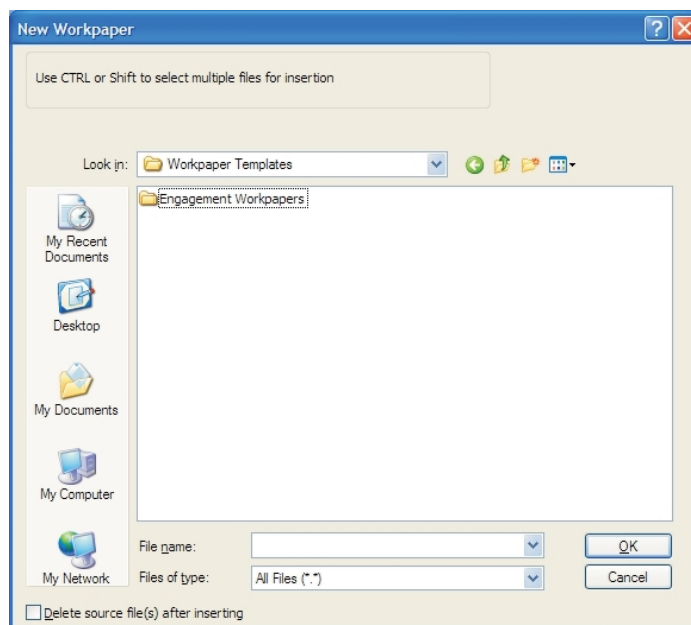 New Workpaper
Use CTRL or Shift to select multiple files for insertion
Look in:
Workpaper Templates
Engagement Workpapers
My Recent
Documents
Desktop
My Documents
My Computer
My Network
File name:
OK
Files of type:
All Files (*.*)
Cancel
Delete source file(s) after inserting